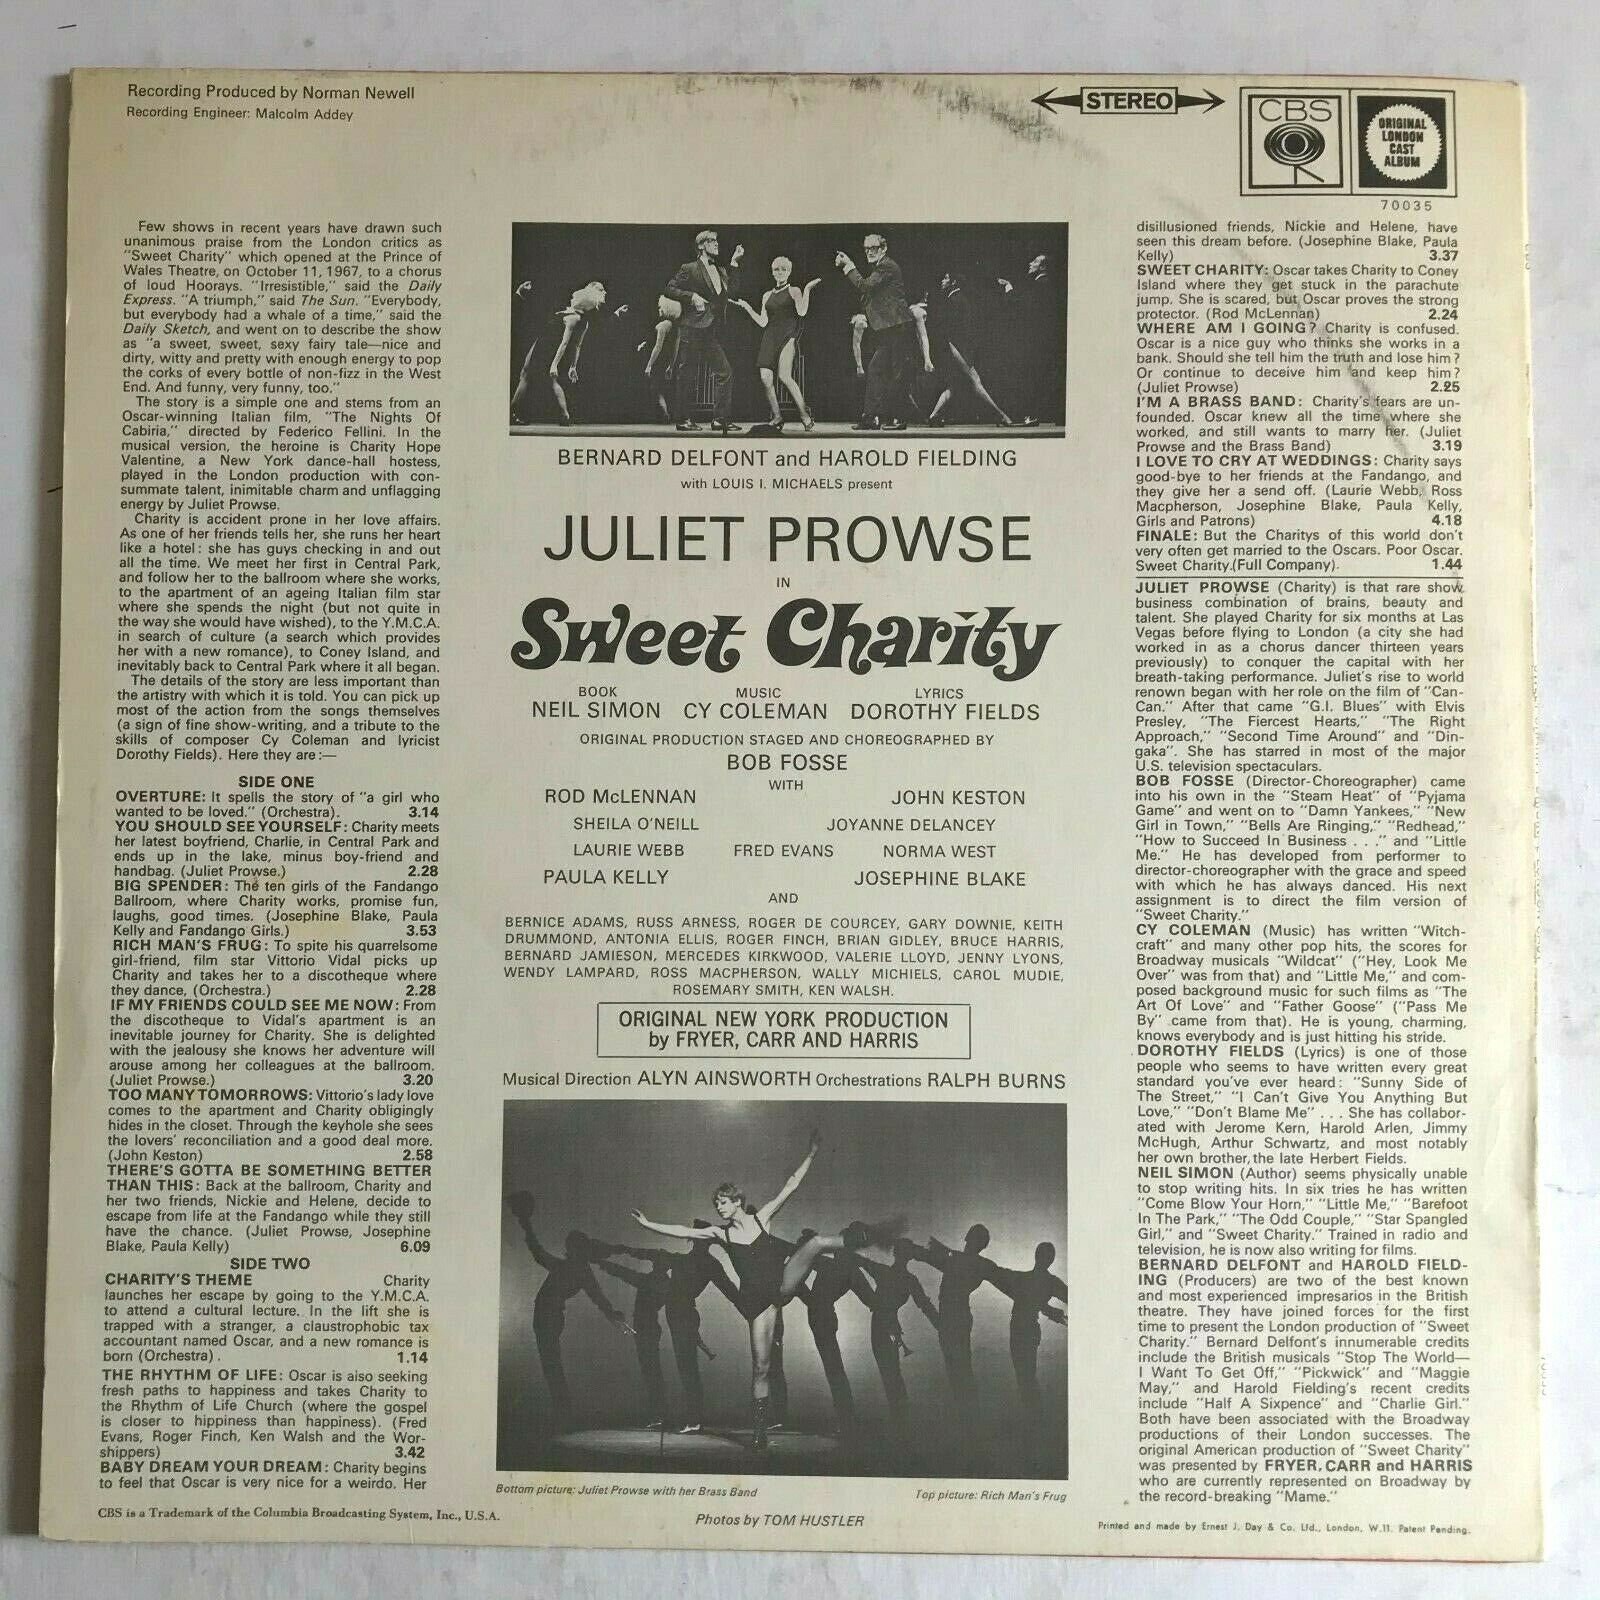 Recording Produced by Norman Newell
Recording Engineer: Malcolm Addey
STEREO
CBS
ORIGINAL
LONDON
CAST
ALBUM
70035
Few shows in recent years have drawn such
unanimous praise from the London critics as
"Sweet Charity" which opened at the Prince of
Wales Theatre, on October 11, 1967, to a chorus
of loud Hoorays. "Irresistible," said the Daily
Express. "A triumph," said The Sun. "Everybody,
but everybody had a whale of a time," said the
Daily Sketch, and went on to describe the show
as "a sweet, sweet, sexy fairy tale—nice and
dirty, witty and pretty with enough energy to pop
the corks of every bottle of non-fizz in the West
End. And funny, very funny, too."
The story is a simple one and stems from an
Oscar-winning Italian film, "The Nights Of
Cabiria," directed by Federico Fellini. In the
musical version, the heroine is Charity Hope
Valentine, a New York dance-hall hostess,
played in the London production with con-
summate talent, inimitable charm and unflagging
energy by Juliet Prowse.
Charity is accident prone in her love affairs.
As one of her friends tells her, she runs her heart
like a hotel: she has guys checking in and out
all the time. We meet her first in Central Park,
and follow her to the ballroom where she works,
to the apartment of an ageing Italian film star
where she spends the night (but not quite in
the way she would have wished), to the Y.M.C.A.
in search of culture (a search which provides
her with a new romance), to Coney Island, and
inevitably back to Central Park where it all began.
The details of the story are less important than
the artistry with which it is told. You can pick up
most of the action from the songs themselves
(a sign of fine show-writing, and a tribute to the
skills of composer Cy Coleman and lyricist
Dorothy Fields). Here they are:—
SIDE ONE
OVERTURE: It spells the story of "a girl who
wanted to be loved." (Orchestra). 3.14
YOU SHOULD SEE YOURSELF: Charity meets
her latest boyfriend, Charlie, in Central Park and
ends up in the lake, minus boy-friend and
handbag. (Juliet Prowse.) 2.28
BIG SPENDER: The ten girls of the Fandango
Ballroom, where Charity works, promise fun,
laughs, good times. (Josephine Blake, Paula
Kelly and Fandango Girls.) 3.53
RICH MAN'S FRUG: To spite his quarrelsome
girl-friend, film star Vittorio Vidal picks up
Charity and takes her to a discotheque where
they dance, (Orchestra.) 2.28
IF MY FRIENDS COULD SEE ME NOW: From
the discotheque to Vidal's apartment is an
inevitable journey for Charity. She is delighted
with the jealousy she knows her adventure will
arouse among her colleagues at the ballroom.
(Juliet Prowse.) 3.20
TOO MANY TOMORROWS: Vittorio's lady love
comes to the apartment and Charity obligingly
hides in the closet. Through the keyhole she sees
the lovers' reconciliation and a good deal more.
(John Keston) 2.58
THERE'S GOTTA BE SOMETHING BETTER
THAN THIS: Back at the ballroom, Charity and
her two friends, Nickie and Helene, decide to
escape from life at the Fandango while they still
have the chance. (Juliet Prowse, Josephine
Blake, Paula Kelly) 6.09
SIDE TWO
CHARITY'S THEME Charity
launches her escape by going to the Y.M.C.A.
to attend a cultural lecture. In the lift she is
trapped with a stranger, a claustrophobic tax
accountant named Oscar, and a new romance is
born (Orchestra). 1.14
THE RHYTHM OF LIFE: Oscar is also seeking
fresh paths to happiness and takes Charity to
the Rhythm of Life Church (where the gospel
is closer to hippiness than happiness). (Fred
Evans, Roger Finch, Ken Walsh and the Wor-
shippers) 3.42
BABY DREAM YOUR DREAM: Charity begins
to feel that Oscar is very nice for a weirdo. Her
CBS is a Trademark of the Columbia Broadcasting System, Inc., U.S.A.
BERNARD DELFONT and HAROLD FIELDING
with LOUIS I. MICHAELS present
JULIET PROWSE
IN
Sweet Charity
BOOK MUSIC LYRICS
NEIL SIMON CY COLEMAN DOROTHY FIELDS
ORIGINAL PRODUCTION STAGED AND CHOREOGRAPHED BY
BOB FOSSE
WITH
ROD McLENNAN JOHN KESTON
SHEILA O'NEILL JOYANNE DELANCEY
LAURIE WEBB FRED EVANS NORMA WEST
PAULA KELLY JOSEPHINE BLAKE
AND
BERNICE ADAMS, RUSS ARNESS, ROGER DE COURCEY, GARY DOWNIE, KEITH
DRUMMOND, ANTONIA ELLIS, ROGER FINCH, BRIAN GIDLEY, BRUCE HARRIS,
BERNARD JAMIESON, MERCEDES KIRKWOOD, VALERIE LLOYD, JENNY LYONS,
WENDY LAMPARD, ROSS MACPHERSON, WALLY MICHIELS, CAROL MUDIE,
ROSEMARY SMITH, KEN WALSH.
ORIGINAL NEW YORK PRODUCTION
by FRYER, CARR AND HARRIS
Musical Direction ALYN AINSWORTH Orchestrations RALPH BURNS
Bottom picture: Juliet Prowse with her Brass Band
Top picture: Rich Man's Frug
Photos by TOM HUSTLER
disillusioned friends, Nickie and Helene, have
seen this dream before. (Josephine Blake, Paula
Kelly) 3.37
SWEET CHARITY: Oscar takes Charity to Coney
Island where they get stuck in the parachute
jump. She is scared, but Oscar proves the strong
protector. (Rod McLennan) 2.24
WHERE AM I GOING? Charity is confused.
Oscar is a nice guy who thinks she works in a
bank. Should she tell him the truth and lose him?
Or continue to deceive him and keep him?
(Juliet Prowse) 2.25
I'M A BRASS BAND: Charity's fears are un-
founded. Oscar knew all the time where she
worked, and still wants to marry her. (Juliet
Prowse and the Brass Band) 3.19
I LOVE TO CRY AT WEDDINGS: Charity says
good-bye to her friends at the Fandango, and
they give her a send off. (Laurie Webb, Ross
Macpherson, Josephine Blake, Paula Kelly,
Girls and Patrons) 4.18
FINALE: But the Charitys of this world don't
very often get married to the Oscars. Poor Oscar.
Sweet Charity.(Full Company). 1.44
JULIET PROWSE (Charity) is that rare show
business combination of brains, beauty and
talent. She played Charity for six months at Las
Vegas before flying to London (a city she had
worked in as a chorus dancer thirteen years
previously) to conquer the capital with her
breath-taking performance. Juliet's rise to world
renown began with her role on the film of "Can-
Can." After that came "G.I. Blues" with Elvis
Presley, "The Fiercest Hearts," "The Right
Approach," "Second Time Around" and "Din-
gaka". She has starred in most of the major
U.S. television spectaculars.
BOB FOSSE (Director-Choreographer) came
into his own in the "Steam Heat" of "Pyjama
Game" and went on to "Damn Yankees," "New
Girl in Town," "Bells Are Ringing," "Redhead,"
"How to Succeed In Business . . ." and "Little
Me." He has developed from performer to
director-choreographer with the grace and speed
with which he has always danced. His next
assignment is to direct the film version of
"Sweet Charity."
CY COLEMAN (Music) has written "Witch-
craft" and many other pop hits, the scores for
Broadway musicals "Wildcat" ("Hey, Look Me
Over" was from that) and "Little Me," and com-
posed background music for such films as "The
Art Of Love" and "Father Goose" ("Pass Me
By" came from that). He is young, charming,
knows everybody and is just hitting his stride.
DOROTHY FIELDS (Lyrics) is one of those
people who seems to have written every great
standard you've ever heard: "Sunny Side of
The Street," "I Can't Give You Anything But
Love," "Don't Blame Me" . . . She has collabor-
ated with Jerome Kern, Harold Arlen, Jimmy
McHugh, Arthur Schwartz, and most notably
her own brother, the late Herbert Fields.
NEIL SIMON (Author) seems physically unable
to stop writing hits. In six tries he has written
"Come Blow Your Horn," "Little Me," "Barefoot
In The Park," "The Odd Couple," "Star Spangled
Girl," and "Sweet Charity." Trained in radio and
television, he is now also writing for films.
BERNARD DELFONT and HAROLD FIELD-
ING (Producers) are two of the best known
and most experienced impresarios in the British
theatre. They have joined forces for the first
time to present the London production of "Sweet
Charity." Bernard Delfont's innumerable credits
include the British musicals "Stop The World—
I Want To Get Off," "Pickwick" and "Maggie
May," and Harold Fielding's recent credits
include "Half A Sixpence" and "Charlie Girl."
Both have been associated with the Broadway
productions of their London successes. The
original American production of "Sweet Charity"
was presented by FRYER, CARR and HARRIS
who are currently represented on Broadway by
the record-breaking "Mame."
Printed and made by Ernest J. Day & Co. Ltd., London, W.11. Patent Pending.